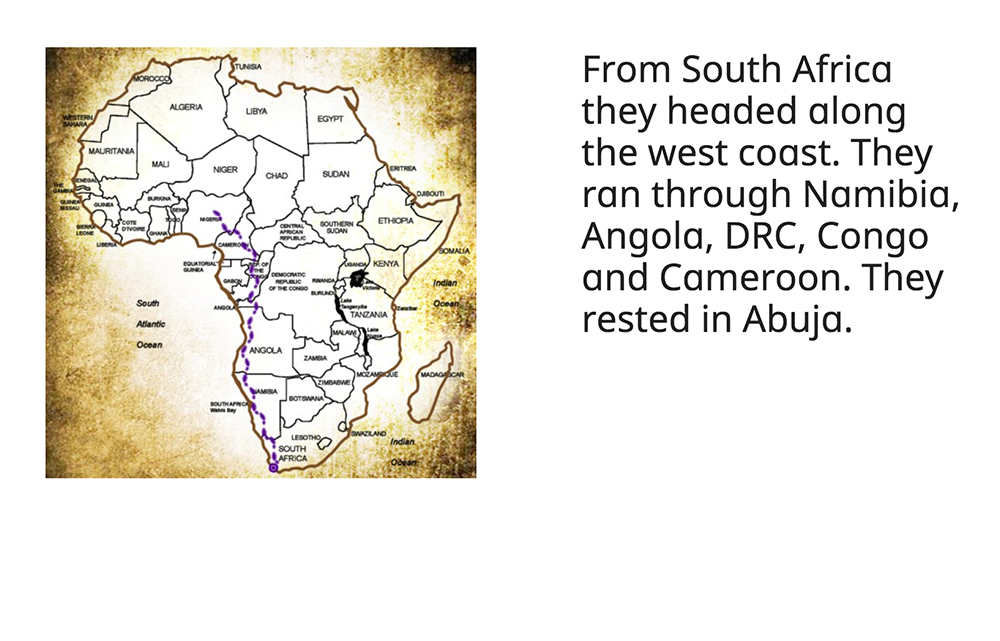 From South Africa
they headed along
the west coast. They
ran through Namibia,
Angola, DRC, Congo
and Cameroon. They
rested in Abuja.
TUNISIA
MOROCCO
ALGERIA
LIBYA
EGYPT
WESTERN
SAHARA
MAURITANIA
MALI
NIGER
CHAD
SUDAN
ERITREA
DJIBOUTI
SENEGAL
THE
GAMBIA
GUINEA
BISSAU
GUINEA
BURKINA
BENIN
TOGO
NIGERIA
SIERRA
LEONE
COTE
D'IVOIRE
GHANA
LIBERIA
CENTRAL
AFRICAN
REPUBLIC
SOUTHERN
SUDAN
ETHIOPIA
SOMALIA
CAMEROON
EQUATORIAL
GUINEA
REP. OF
THE
CONGO
GABON
DEMOCRATIC
REPUBLIC
OF THE CONGO
UGANDA
KENYA
RWANDA
BURUNDI
Lake
Victoria
Lake
Tanganyika
TANZANIA
Zanzibar
Indian
Ocean
South
Atlantic
Ocean
ANGOLA
ANGOLA
ZAMBIA
MALAWI
Lake
Nyasa
MOZAMBIQUE
MADAGASCAR
NAMIBIA
ZIMBABWE
BOTSWANA
SOUTH AFRICA
Walvis Bay
SWAZILAND
LESOTHO
SOUTH
AFRICA
Indian
Ocean